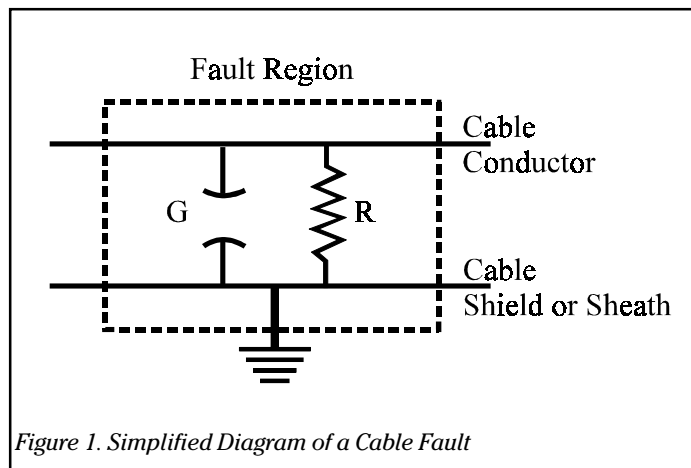 Fault Region
Cable
Conductor
G
R
Cable
Shield or Sheath
Figure 1. Simplified Diagram of a Cable Fault